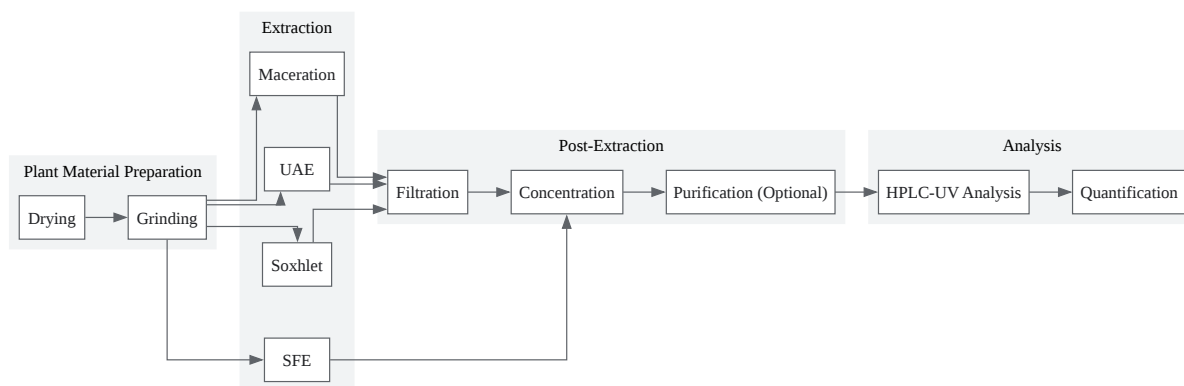 Plant Material Preparation
Drying
Grinding
Extraction
Maceration
UAE
Soxhlet
SFE
Post-Extraction
Filtration
Concentration
Purification (Optional)
Analysis
HPLC-UV Analysis
Quantification